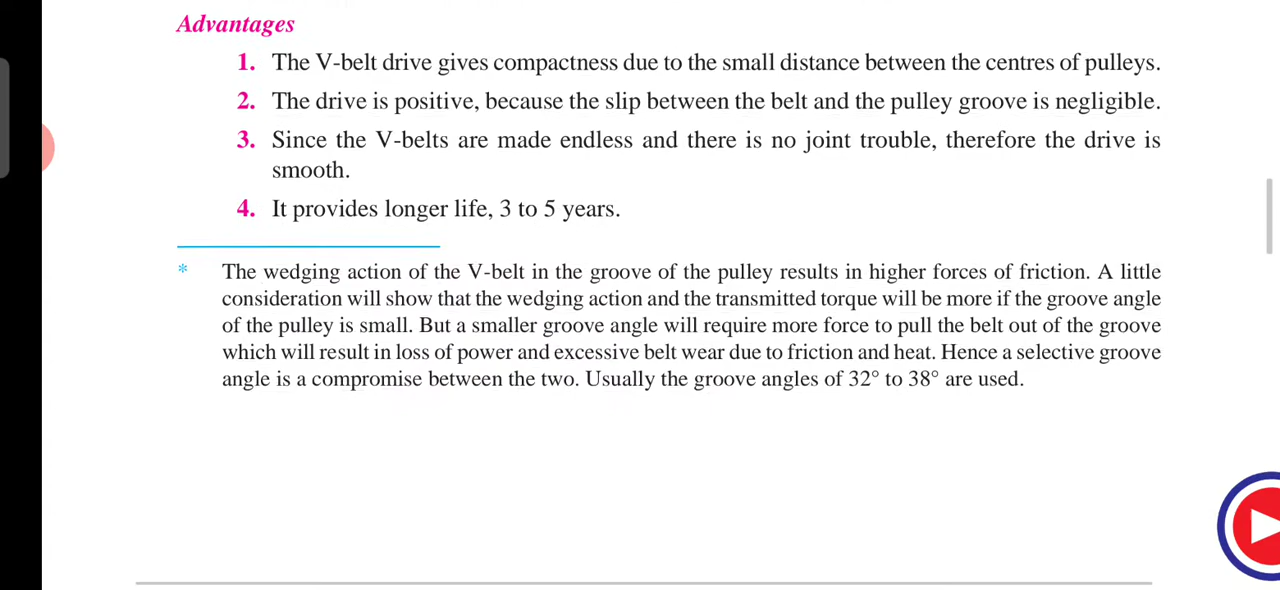 Advantages
1. The V-belt drive gives compactness due to the small distance between the centres of pulleys.
2. The drive is positive, because the slip between the belt and the pulley groove is negligible.
3. Since the V-belts are made endless and there is no joint trouble, therefore the drive is
smooth.
4. It provides longer life, 3 to 5 years.
* The wedging action of the V-belt in the groove of the pulley results in higher forces of friction. A little
consideration will show that the wedging action and the transmitted torque will be more if the groove angle
of the pulley is small. But a smaller groove angle will require more force to pull the belt out of the groove
which will result in loss of power and excessive belt wear due to friction and heat. Hence a selective groove
angle is a compromise between the two. Usually the groove angles of 32° to 38° are used.